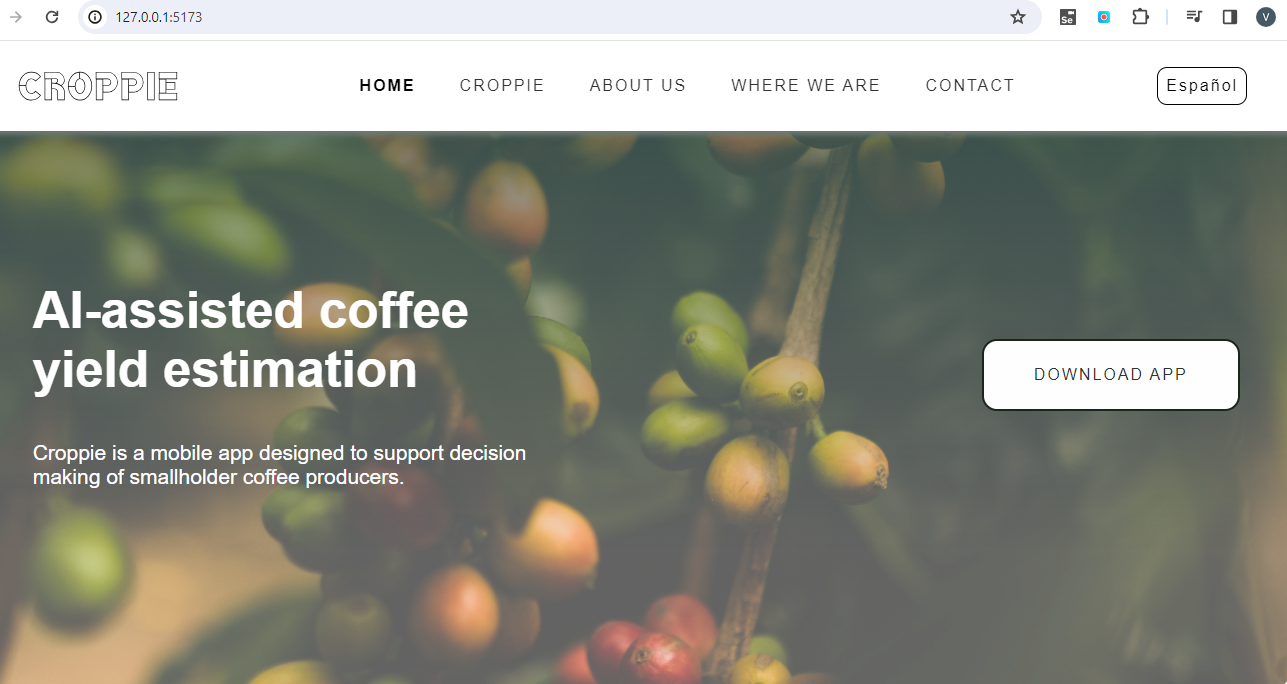 127.0.0.1:5173
Se
V
CROPPIE
HOME
CROPPIE
ABOUT US
WHERE WE ARE
CONTACT
Español
AI-assisted coffee
yield estimation
DOWNLOAD APP
Croppie is a mobile app designed to support decision
making of smallholder coffee producers.